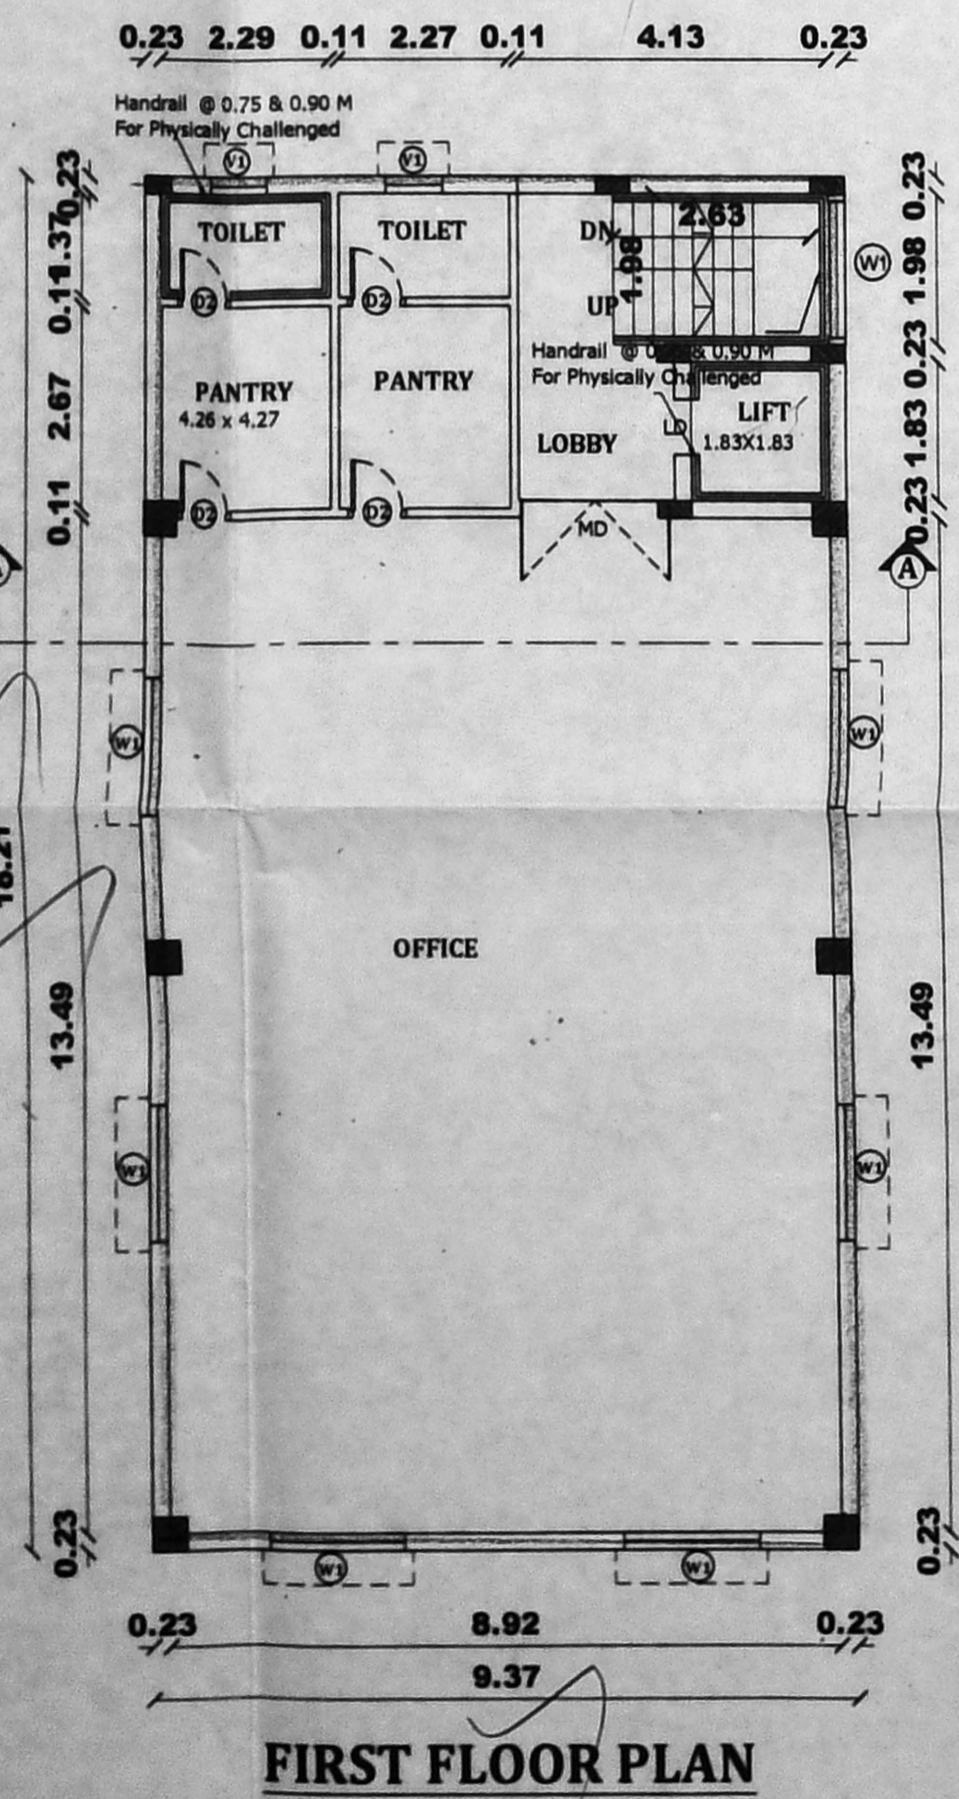 0.23 2.29 0.11 2.27 0.11 4.13 0.23
Handrail @ 0.75 & 0.90 M
For Physically Challenged
V1 V1
0.23
1.37
0.11
2.67
0.11
13.49
0.23
TOILET TOILET
D2 D2
DN
UP
2.63
1.98
W1
0.23
1.98
0.23
1.83
0.23
13.49
0.23
Handrail @ & 0.90 M
For Physically Challenged
PANTRY PANTRY
4.26 x 4.27
LOBBY
LD
LIFT
1.83X1.83
D2 D2
MD
A
W1 W1
OFFICE
W1 W1
W1 W1
0.23 8.92 0.23
9.37
FIRST FLOOR PLAN